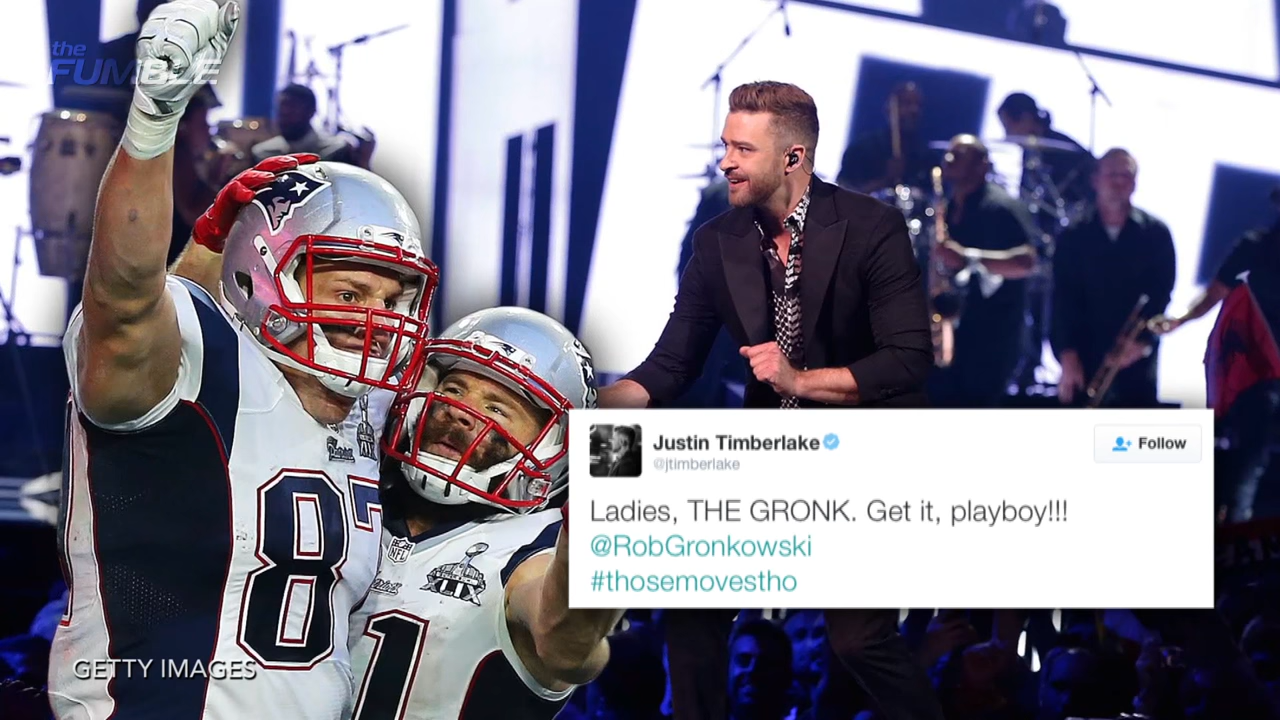 the
FUMBLE
87
Patriots
NFL
XLIX
1
Justin Timberlake
@jtimberlake
Follow
Ladies, THE GRONK. Get it, playboy!!!
@RobGronkowski
#thosemovestho
GETTY IMAGES